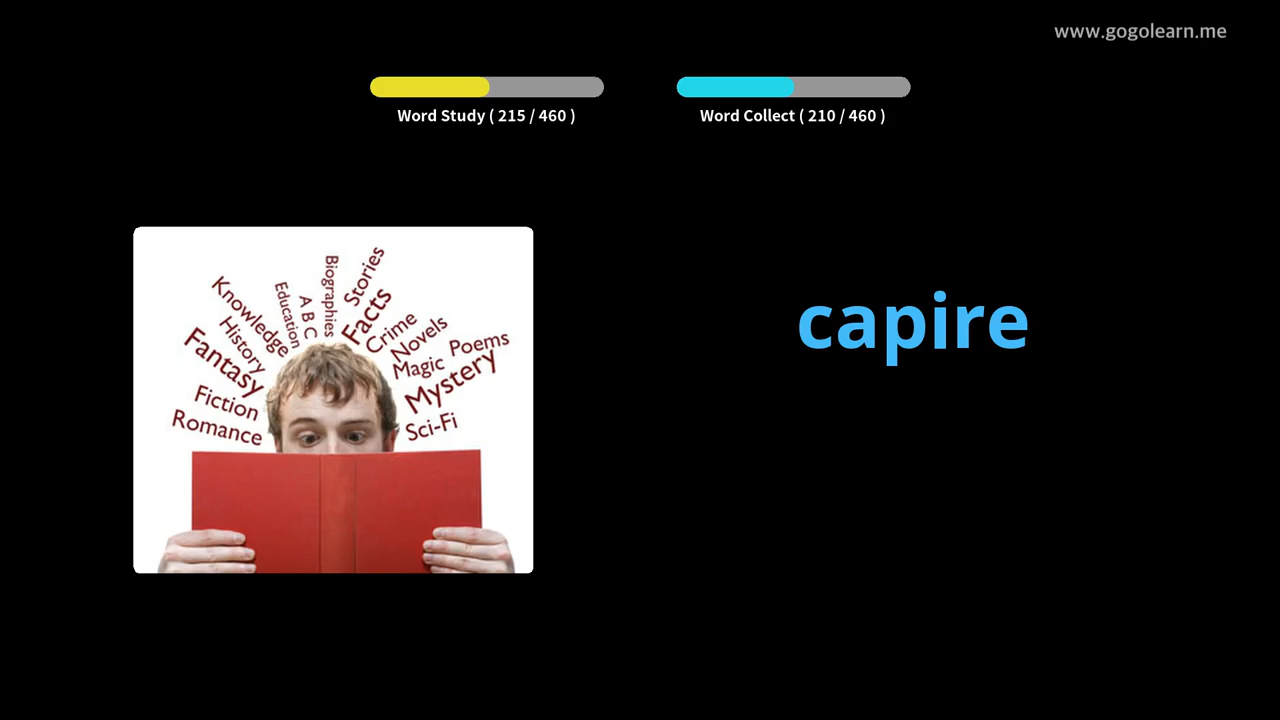 www.gogolearn.me
Word Study ( 215 / 460 )
Word Collect ( 210 / 460 )
Romance
Fiction
Fantasy
History
Knowledge
Education
A B C
Biographies
Stories
Facts
Crime
Novels
Magic
Poems
Mystery
Sci-Fi
capire